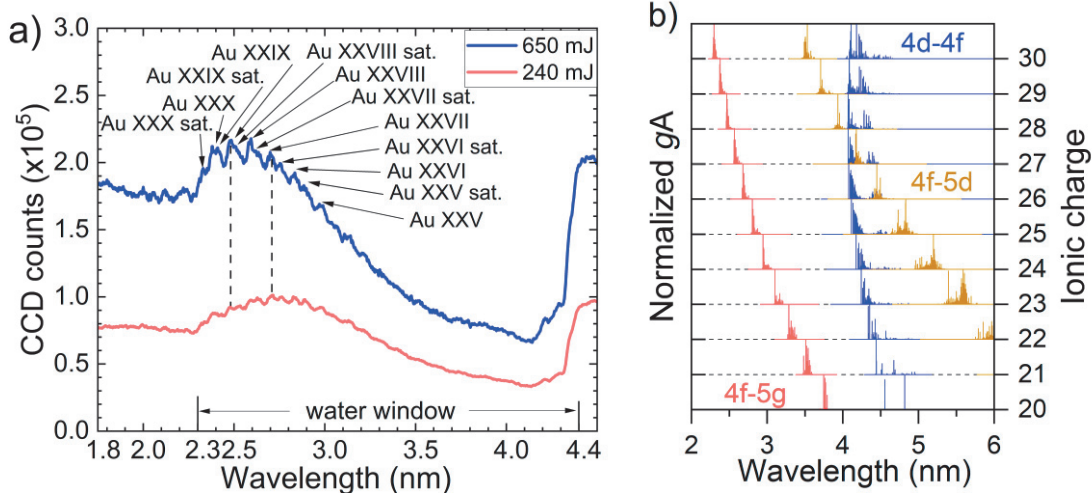 a)
3.0
2.5
2.0
1.5
1.0
0.5
0.0
CCD counts (x10⁵)
650 mJ
240 mJ
Au XXIX
Au XXVIII sat.
Au XXIX sat.
Au XXVIII
Au XXX
Au XXVII sat.
Au XXX sat.
Au XXVII
Au XXVI sat.
Au XXVI
Au XXV sat.
Au XXV
water window
1.8 2.0 2.3 2.5 3.0 3.5 4.0 4.4
Wavelength (nm)
b)
Normalized gA
4d-4f
4f-5d
4f-5g
30
29
28
27
26
25
24
23
22
21
20
Ionic charge
2 3 4 5 6
Wavelength (nm)